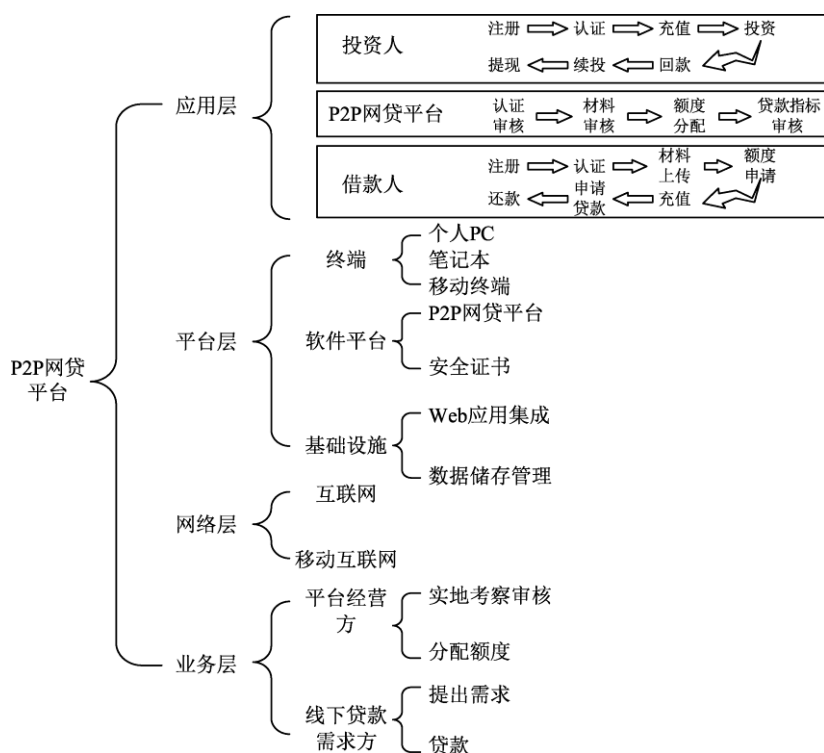 P2P网贷
平台
应用层
投资人
注册 认证 充值 投资
提现 续投 回款
P2P网贷平台
认证
审核
材料
审核
额度
分配
贷款指标
审核
借款人
注册 认证
材料
上传
额度
申请
还款
申请
贷款
充值
平台层
终端
个人PC
笔记本
移动终端
软件平台
P2P网贷平台
安全证书
基础设施
Web应用集成
数据储存管理
网络层
互联网
移动互联网
业务层
平台经营
方
实地考察审核
分配额度
线下贷款
需求方
提出需求
贷款